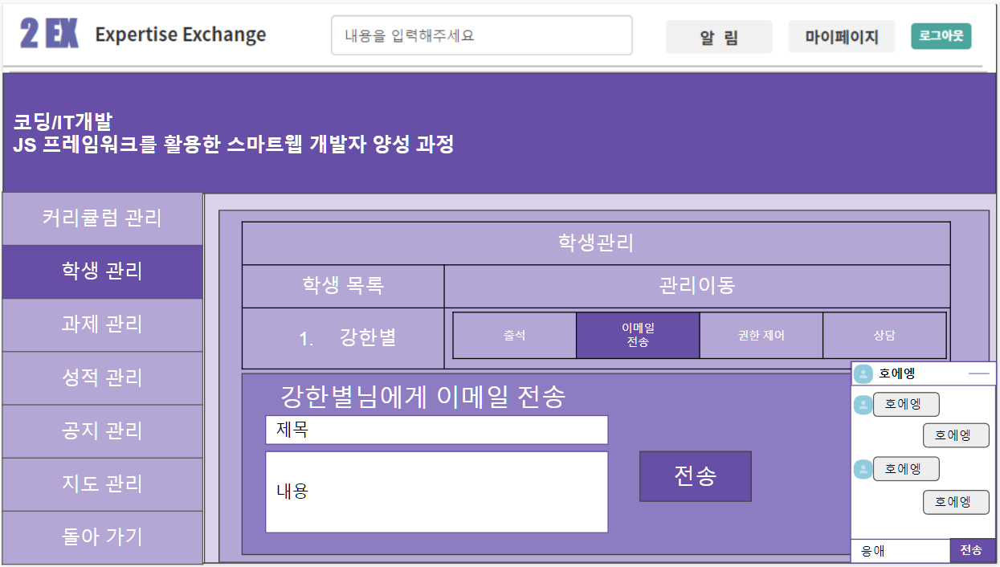 2 EX Expertise Exchange
내용을 입력해주세요
알 림
마이페이지
로그아웃
코딩/IT개발
JS 프레임워크를 활용한 스마트웹 개발자 양성 과정
커리큘럼 관리
학생 관리
과제 관리
성적 관리
공지 관리
지도 관리
돌아 가기
학생관리
학생 목록
관리이동
1. 강한별
출석
이메일
전송
권한 제어
상담
강한별님에게 이메일 전송
제목
내용
전송
호에엥
호에엥
호에엥
호에엥
호에엥
응애
전송